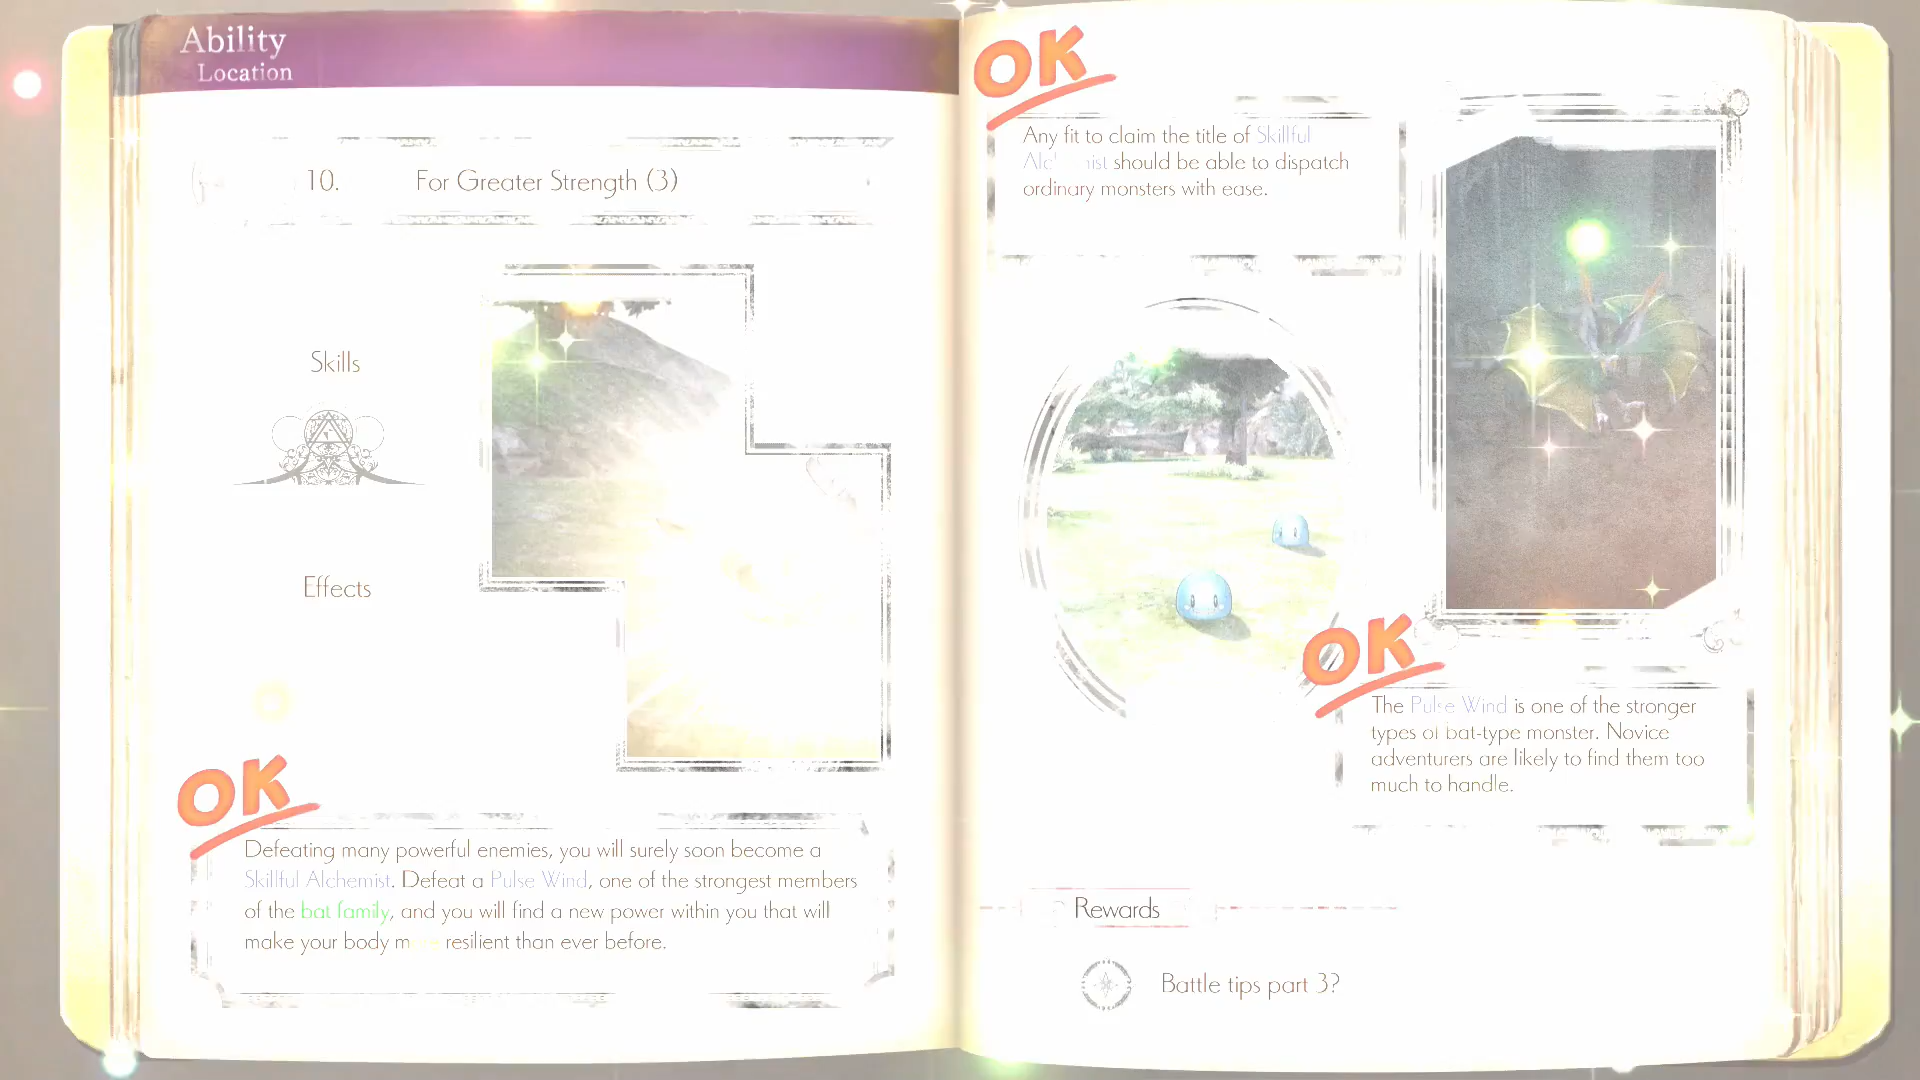 Ability
Location
10. For Greater Strength (3)
Skills
Effects
OK
Defeating many powerful enemies, you will surely soon become a
Skillful Alchemist. Defeat a Pulse Wind, one of the strongest members
of the bat family, and you will find a new power within you that will
make your body more resilient than ever before.
OK
Any fit to claim the title of Skillful
Alchemist should be able to dispatch
ordinary monsters with ease.
OK
The Pulse Wind is one of the stronger
types of bat-type monster. Novice
adventurers are likely to find them too
much to handle.
Rewards
Battle tips part 3?